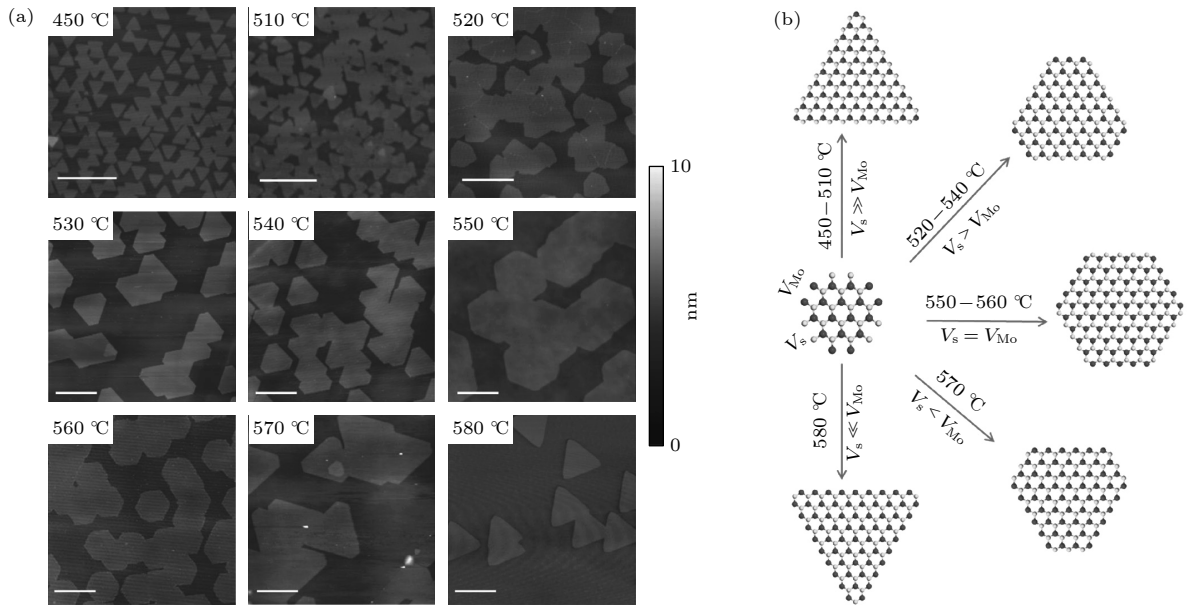 (a)
450 ℃
510 ℃
520 ℃
530 ℃
540 ℃
550 ℃
560 ℃
570 ℃
580 ℃
10
nm
0
(b)
450−510 ℃
Vs ≫ VMo
520−540 ℃
Vs > VMo
VMo
Vs
550−560 ℃
Vs = VMo
570 ℃
Vs < VMo
580 ℃
Vs ≪ VMo